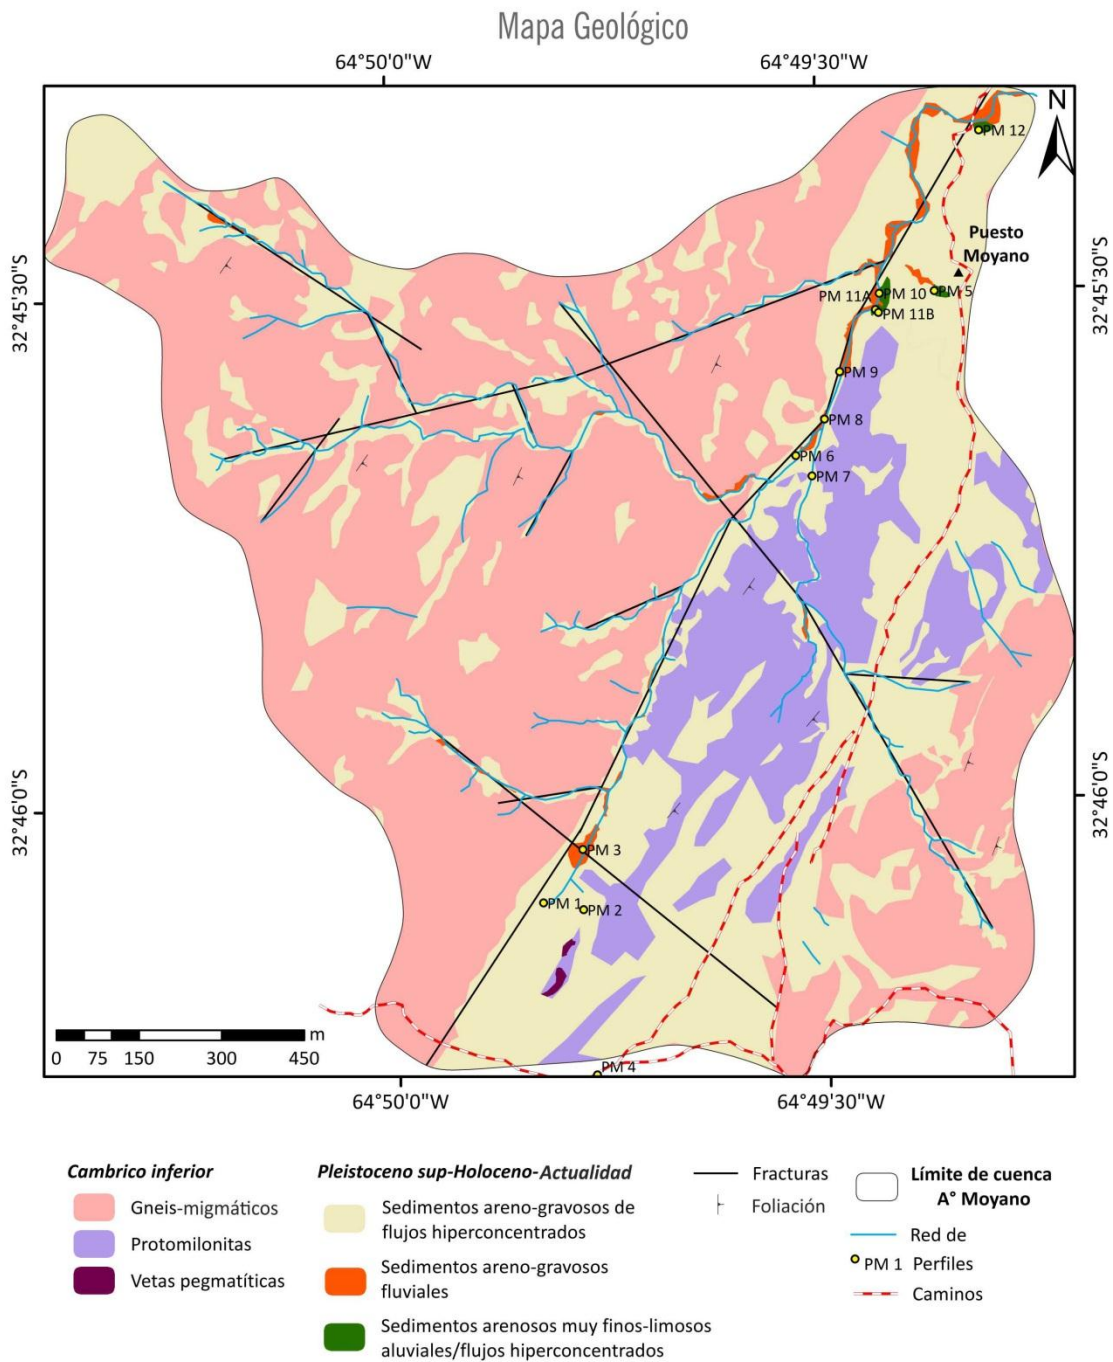 Mapa Geológico
64°50'0"W
64°49'30"W
N
PM 12
Puesto
Moyano
32°45'30"S
32°45'30"S
PM 11A
PM 10
PM 5
PM 11B
PM 9
PM 8
PM 6
PM 7
32°46'0"S
32°46'0"S
PM 3
PM 1
PM 2
m
0 75 150 300 450
PM 4
64°50'0"W
64°49'30"W
Cambrico inferior
Gneis-migmáticos
Protomilonitas
Vetas pegmatíticas
Pleistoceno sup-Holoceno-Actualidad
Sedimentos areno-gravosos de
flujos hiperconcentrados
Sedimentos areno-gravosos
fluviales
Sedimentos arenosos muy finos-limosos
aluviales/flujos hiperconcentrados
Fracturas
Foliación
Límite de cuenca
A° Moyano
Red de
PM 1 Perfiles
Caminos